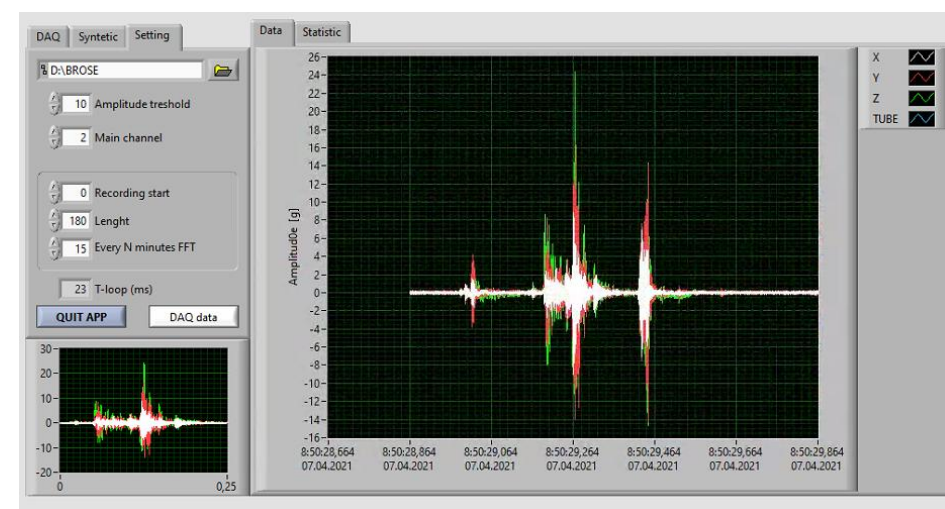 DAQ Syntetic Setting
D:\BROSE
10 Amplitude treshold
2 Main channel
0 Recording start
180 Lenght
15 Every N minutes FFT
23 T-loop (ms)
QUIT APP DAQ data
30
20
10
0
-10
-20
0 0,25
Data Statistic
Amplitud0e [g]
26
24
22
20
18
16
14
12
10
8
6
4
2
0
-2
-4
-6
-8
-10
-12
-14
-16
8:50:28,664 8:50:28,864 8:50:29,064 8:50:29,264 8:50:29,464 8:50:29,664 8:50:29,864
07.04.2021 07.04.2021 07.04.2021 07.04.2021 07.04.2021 07.04.2021 07.04.2021
X
Y
Z
TUBE